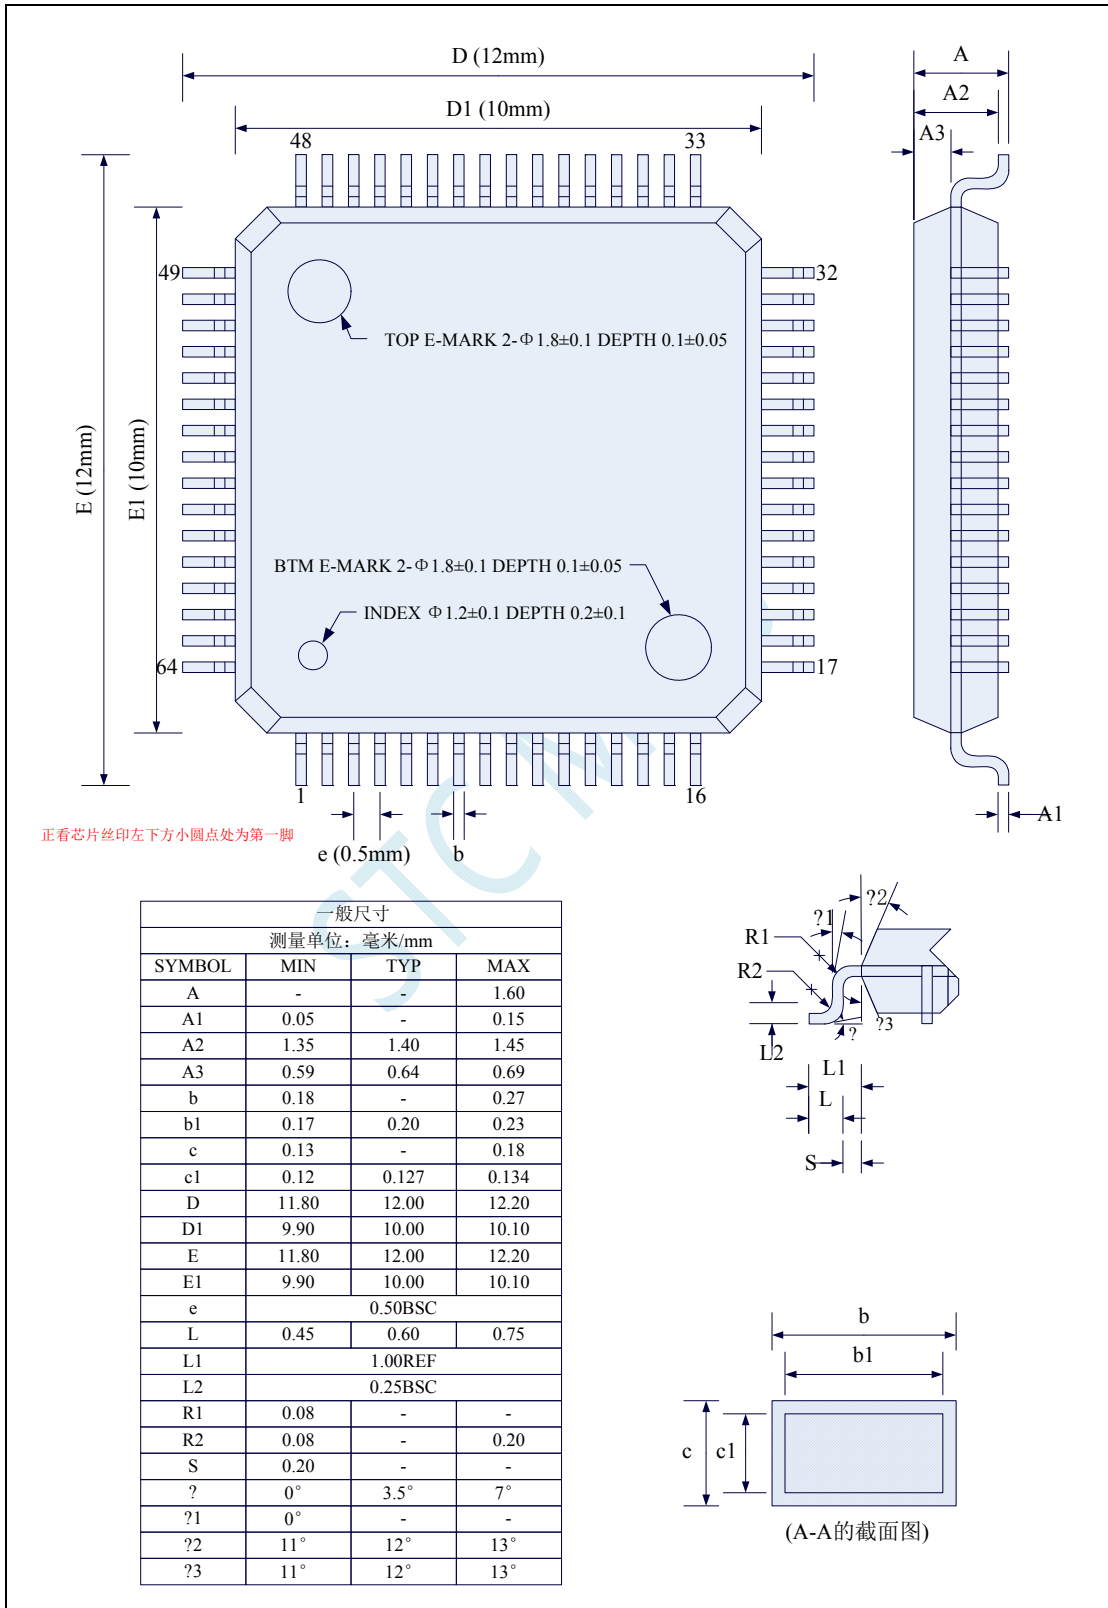 D (12mm)
D1 (10mm)
A
A2
A3
48
33
49
32
TOP E-MARK 2-Φ1.8±0.1 DEPTH 0.1±0.05
E (12mm)
E1 (10mm)
BTM E-MARK 2-Φ1.8±0.1 DEPTH 0.1±0.05
INDEX Φ1.2±0.1 DEPTH 0.2±0.1
64
17
1
16
A1
正看芯片丝印左下方小圆点处为第一脚
e (0.5mm)
b
一般尺寸
测量单位：毫米/mm
SYMBOL MIN TYP MAX
A - - 1.60
A1 0.05 - 0.15
A2 1.35 1.40 1.45
A3 0.59 0.64 0.69
b 0.18 - 0.27
b1 0.17 0.20 0.23
c 0.13 - 0.18
c1 0.12 0.127 0.134
D 11.80 12.00 12.20
D1 9.90 10.00 10.10
E 11.80 12.00 12.20
E1 9.90 10.00 10.10
e 0.50BSC
L 0.45 0.60 0.75
L1 1.00REF
L2 0.25BSC
R1 0.08 - -
R2 0.08 - 0.20
S 0.20 - -
? 0° 3.5° 7°
?1 0° - -
?2 11° 12° 13°
?3 11° 12° 13°
?2
?1
R1
R2
?3
?
L2
L1
L
S
b
b1
c
c1
(A-A的截面图)
STC M